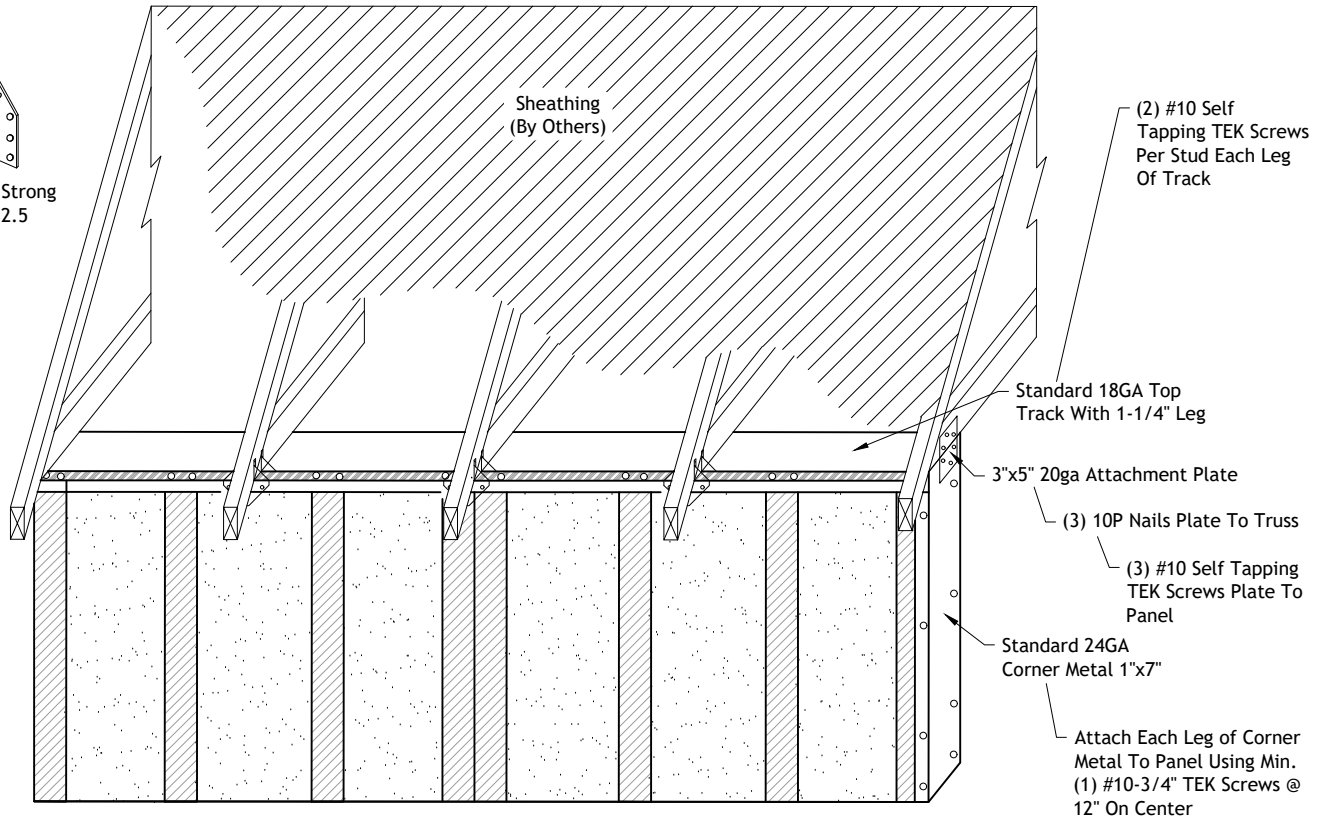 Strong
2.5
Sheathing
(By Others)
(2) #10 Self
Tapping TEK Screws
Per Stud Each Leg
Of Track
Standard 18GA Top
Track With 1-1/4" Leg
3"x5" 20ga Attachment Plate
(3) 10P Nails Plate To Truss
(3) #10 Self Tapping
TEK Screws Plate To
Panel
Standard 24GA
Corner Metal 1"x7"
Attach Each Leg of Corner
Metal To Panel Using Min.
(1) #10-3/4" TEK Screws @
12" On Center